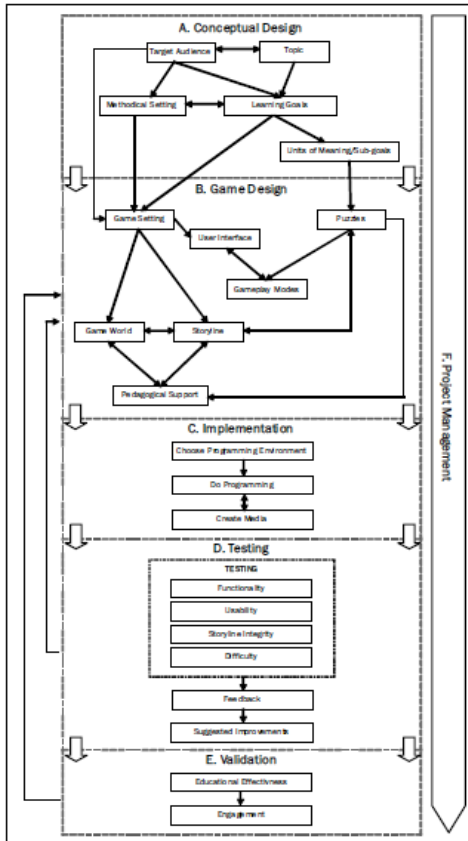 A. Conceptual Design
Target Audience
Topic
Methodical Setting
Learning Goals
Units of Meaning/Sub-goals
B. Game Design
Game Setting
Puzzles
User Interface
Gameplay Modes
Game World
Storyline
Pedagogical Support
C. Implementation
Choose Programming Environment
Do Programming
Create Media
D. Testing
TESTING
Functionality
Usability
Storyline Integrity
Difficulty
Feedback
Suggested Improvements
E. Validation
Educational Effectivness
Engagement
F. Project Management